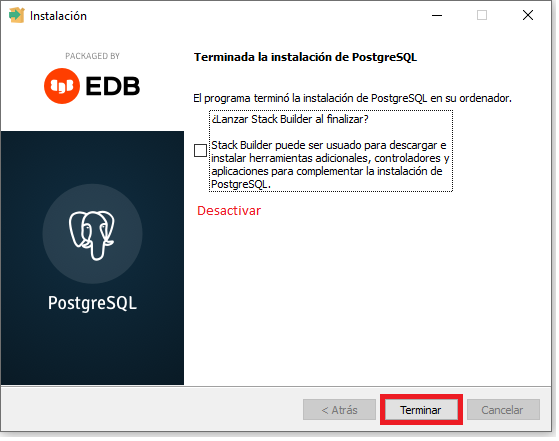 Instalación
PACKAGED BY
EDB
PostgreSQL
Terminada la instalación de PostgreSQL
El programa terminó la instalación de PostgreSQL en su ordenador.
¿Lanzar Stack Builder al finalizar?
Stack Builder puede ser usado para descargar e
instalar herramientas adicionales, controladores y
aplicaciones para complementar la instalación de
PostgreSQL.
Desactivar
< Atrás
Terminar
Cancelar